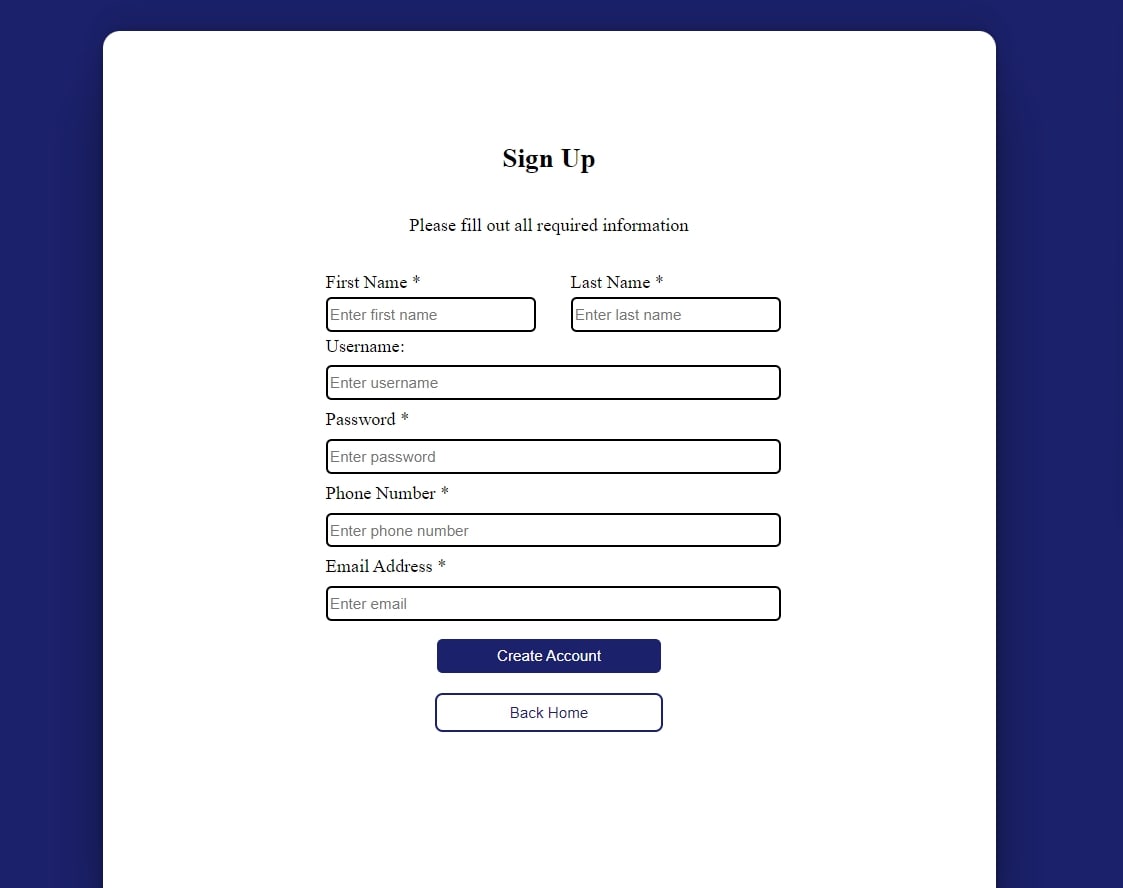 Sign Up
Please fill out all required information
First Name * Last Name *
Enter first name Enter last name
Username:
Enter username
Password *
Enter password
Phone Number *
Enter phone number
Email Address *
Enter email
Create Account
Back Home